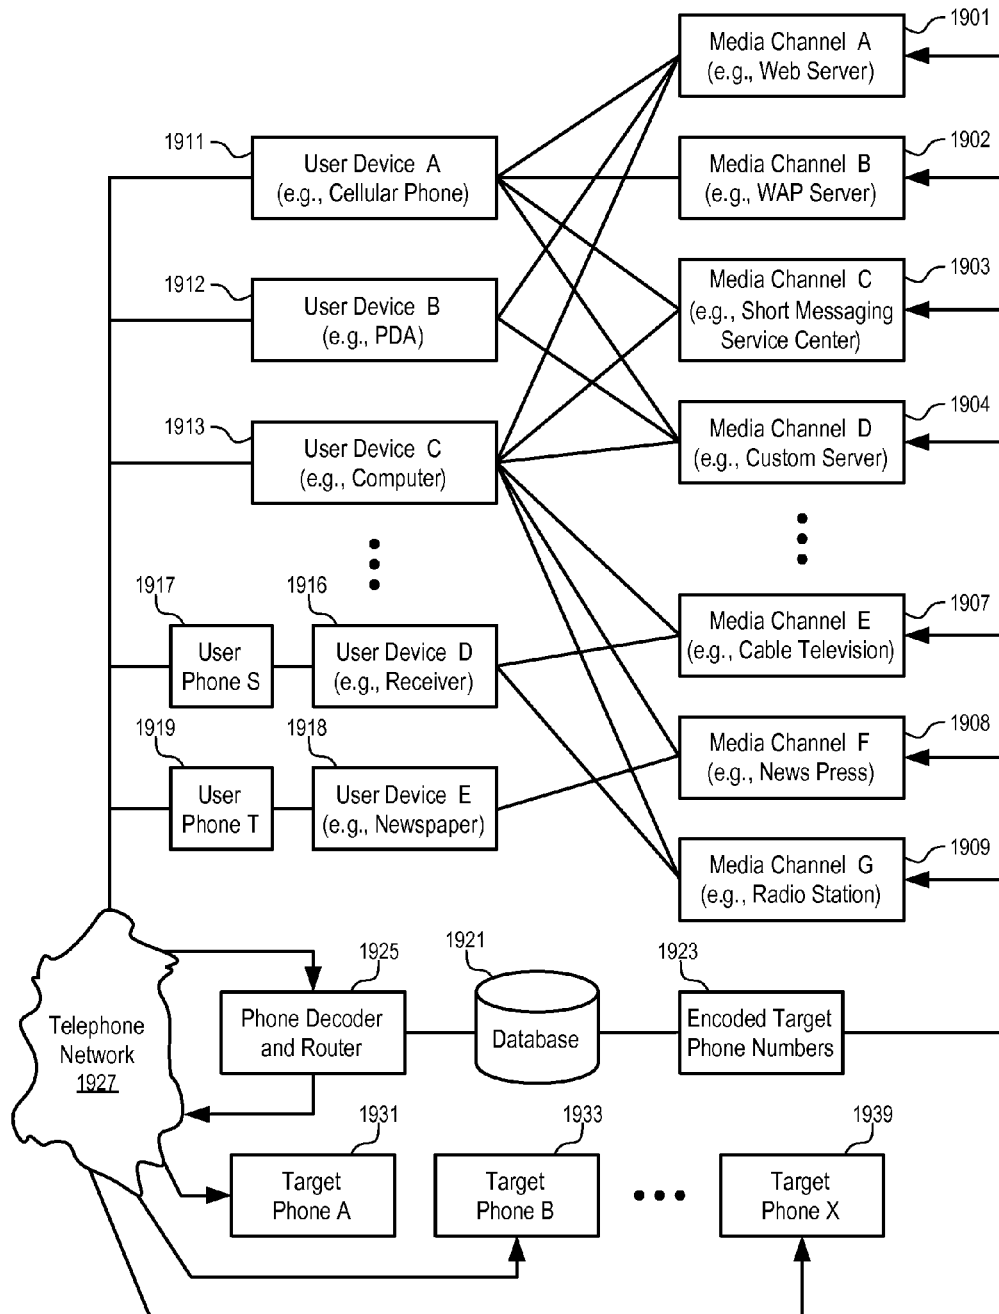 1901
Media Channel A
(e.g., Web Server)
1911
User Device A
(e.g., Cellular Phone)
1902
Media Channel B
(e.g., WAP Server)
1912
User Device B
(e.g., PDA)
1903
Media Channel C
(e.g., Short Messaging
Service Center)
1913
User Device C
(e.g., Computer)
1904
Media Channel D
(e.g., Custom Server)
1917
User
Phone S
1916
User Device D
(e.g., Receiver)
1907
Media Channel E
(e.g., Cable Television)
1919
User
Phone T
1918
User Device E
(e.g., Newspaper)
1908
Media Channel F
(e.g., News Press)
1909
Media Channel G
(e.g., Radio Station)
Telephone
Network
1927
1925
Phone Decoder
and Router
1921
Database
1923
Encoded Target
Phone Numbers
1931
Target
Phone A
1933
Target
Phone B
1939
Target
Phone X